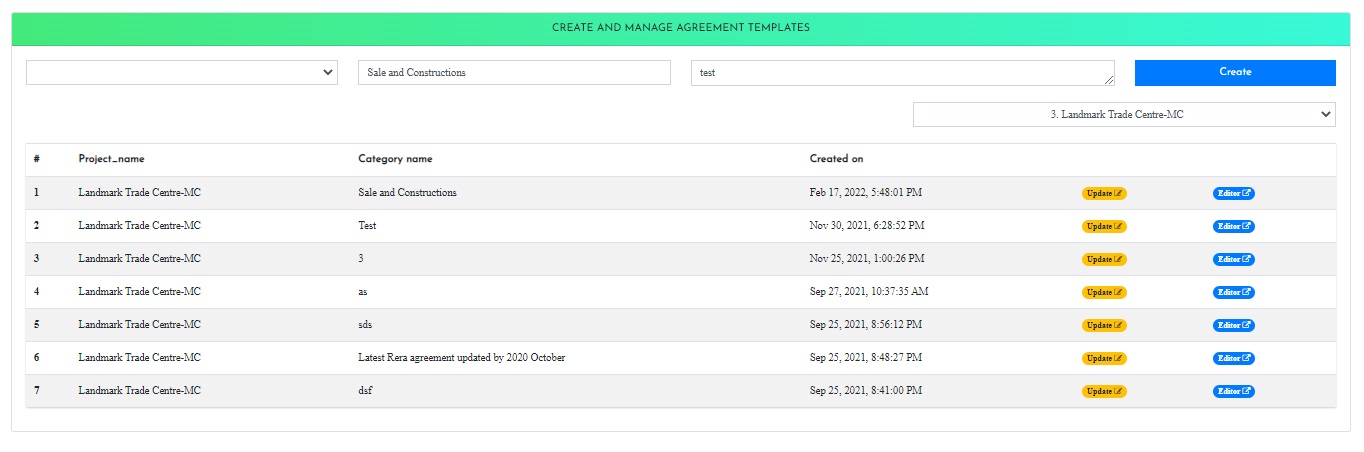 CREATE AND MANAGE AGREEMENT TEMPLATES
Sale and Constructions test Create
3. Landmark Trade Centre-MC
# Project_name Category name Created on
1 Landmark Trade Centre-MC Sale and Constructions Feb 17, 2022, 5:48:01 PM Update Editor
2 Landmark Trade Centre-MC Test Nov 30, 2021, 6:28:52 PM Update Editor
3 Landmark Trade Centre-MC 3 Nov 25, 2021, 1:00:26 PM Update Editor
4 Landmark Trade Centre-MC as Sep 27, 2021, 10:37:35 AM Update Editor
5 Landmark Trade Centre-MC sds Sep 25, 2021, 8:56:12 PM Update Editor
6 Landmark Trade Centre-MC Latest Rera agreement updated by 2020 October Sep 25, 2021, 8:48:27 PM Update Editor
7 Landmark Trade Centre-MC dsf Sep 25, 2021, 8:41:00 PM Update Editor